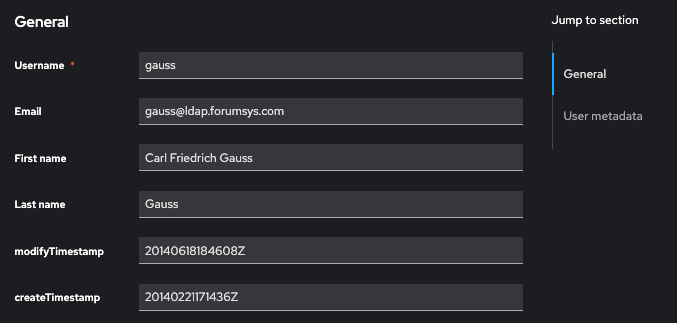 General
Jump to section
Username *
gauss
General
Email
gauss@ldap.forumsys.com
User metadata
First name
Carl Friedrich Gauss
Last name
Gauss
modifyTimestamp
20140618184608Z
createTimestamp
20140221171436Z